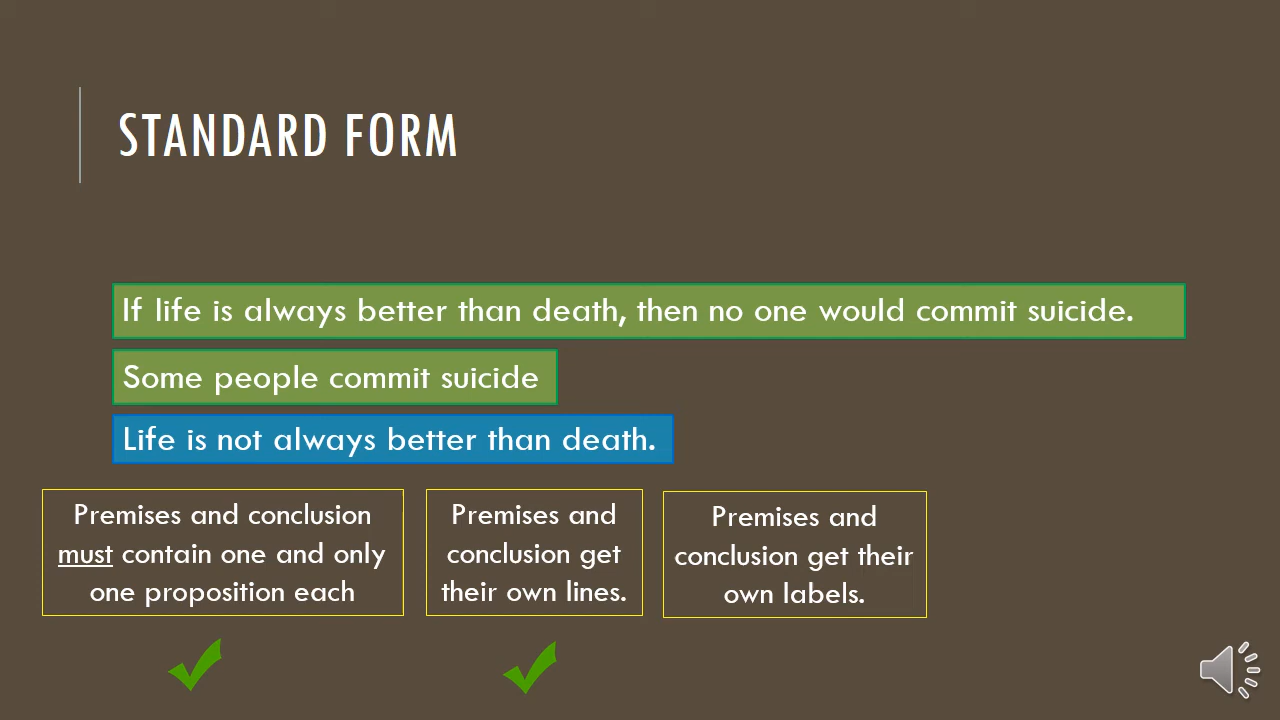 STANDARD FORM
If life is always better than death, then no one would commit suicide.
Some people commit suicide
Life is not always better than death.
Premises and conclusion
must contain one and only
one proposition each
Premises and
conclusion get
their own lines.
Premises and
conclusion get their
own labels.